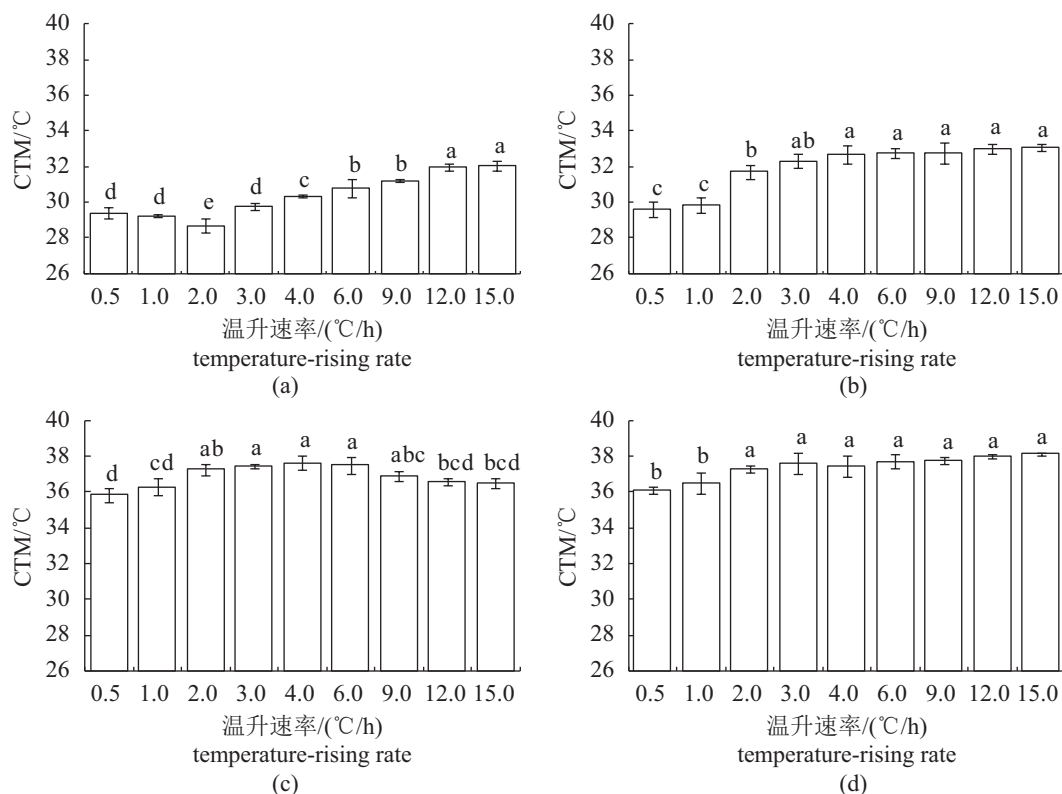 40
38
36
34
32
30
28
26
CTM/℃
d
d
e
d
c
b
b
a
a
0.5 1.0 2.0 3.0 4.0 6.0 9.0 12.0 15.0
温升速率/(℃/h)
temperature-rising rate
(a)
40
38
36
34
32
30
28
26
CTM/℃
c
c
b
ab
a
a
a
a
a
0.5 1.0 2.0 3.0 4.0 6.0 9.0 12.0 15.0
温升速率/(℃/h)
temperature-rising rate
(b)
40
38
36
34
32
30
28
26
CTM/℃
d
cd
ab
a
a
a
abc
bcd
bcd
0.5 1.0 2.0 3.0 4.0 6.0 9.0 12.0 15.0
温升速率/(℃/h)
temperature-rising rate
(c)
40
38
36
34
32
30
28
26
CTM/℃
b
b
a
a
a
a
a
a
a
0.5 1.0 2.0 3.0 4.0 6.0 9.0 12.0 15.0
温升速率/(℃/h)
temperature-rising rate
(d)